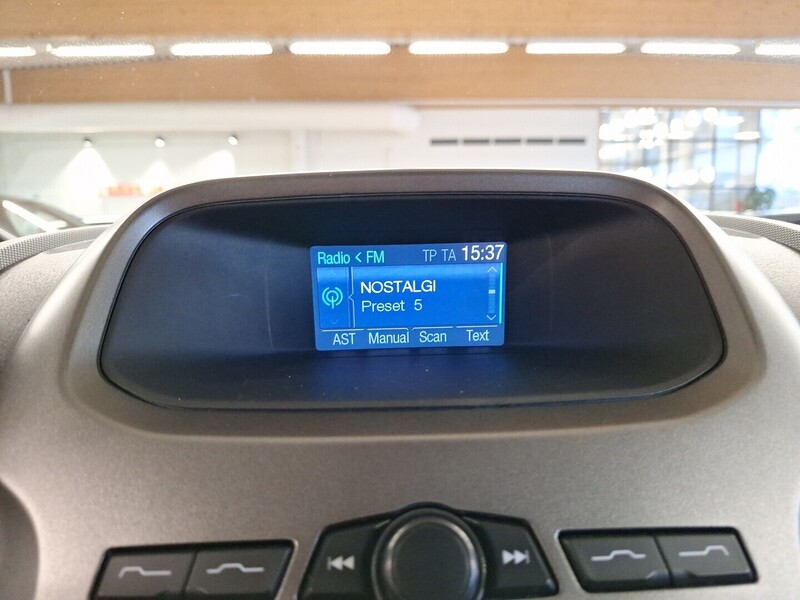 Radio < FM TP TA 15:37
NOSTALGI
Preset 5
AST Manual Scan Text